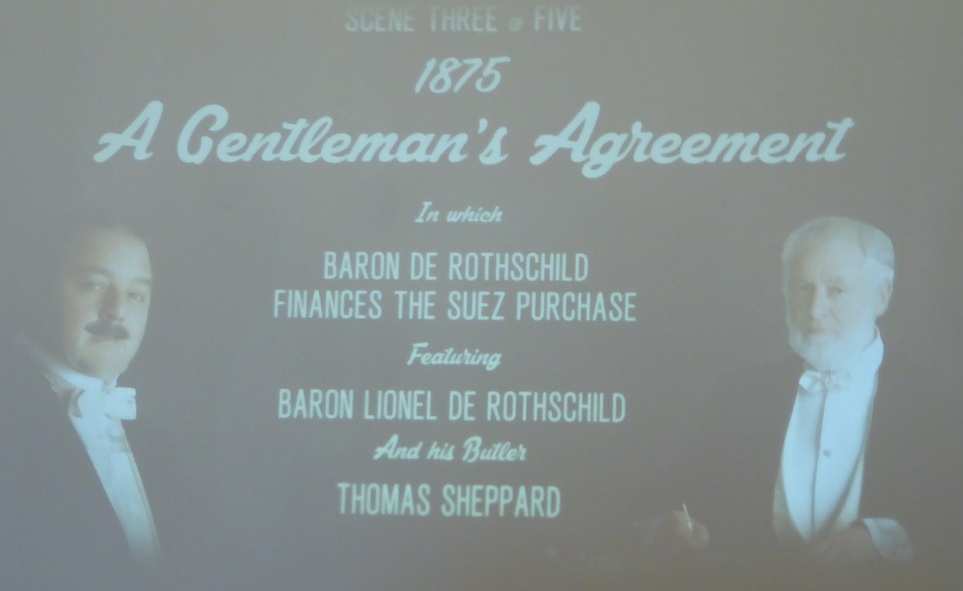 SCENE THREE OF FIVE
1875
A Gentleman's Agreement
In which
BARON DE ROTHSCHILD
FINANCES THE SUEZ PURCHASE
Featuring
BARON LIONEL DE ROTHSCHILD
And his Butler
THOMAS SHEPPARD